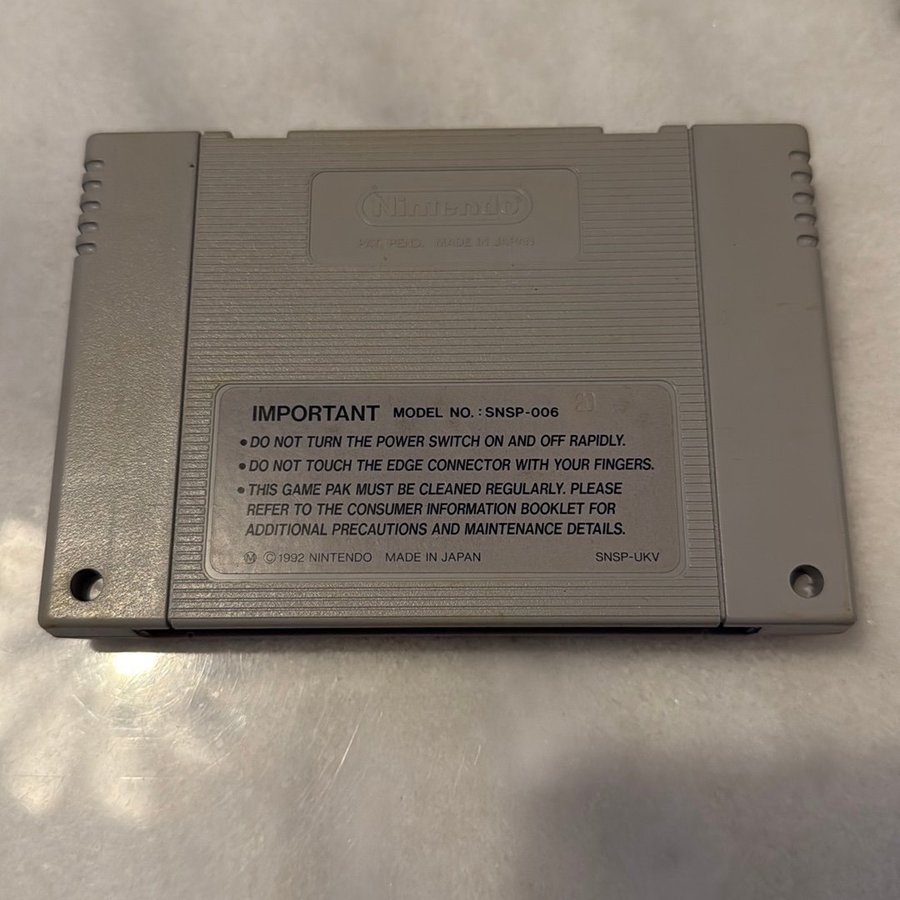 Nintendo
PAT. PEND. MADE IN JAPAN
IMPORTANT MODEL NO. : SNSP-006 20
• DO NOT TURN THE POWER SWITCH ON AND OFF RAPIDLY.
• DO NOT TOUCH THE EDGE CONNECTOR WITH YOUR FINGERS.
• THIS GAME PAK MUST BE CLEANED REGULARLY. PLEASE
REFER TO THE CONSUMER INFORMATION BOOKLET FOR
ADDITIONAL PRECAUTIONS AND MAINTENANCE DETAILS.
Ⓜ © 1992 NINTENDO MADE IN JAPAN SNSP-UKV